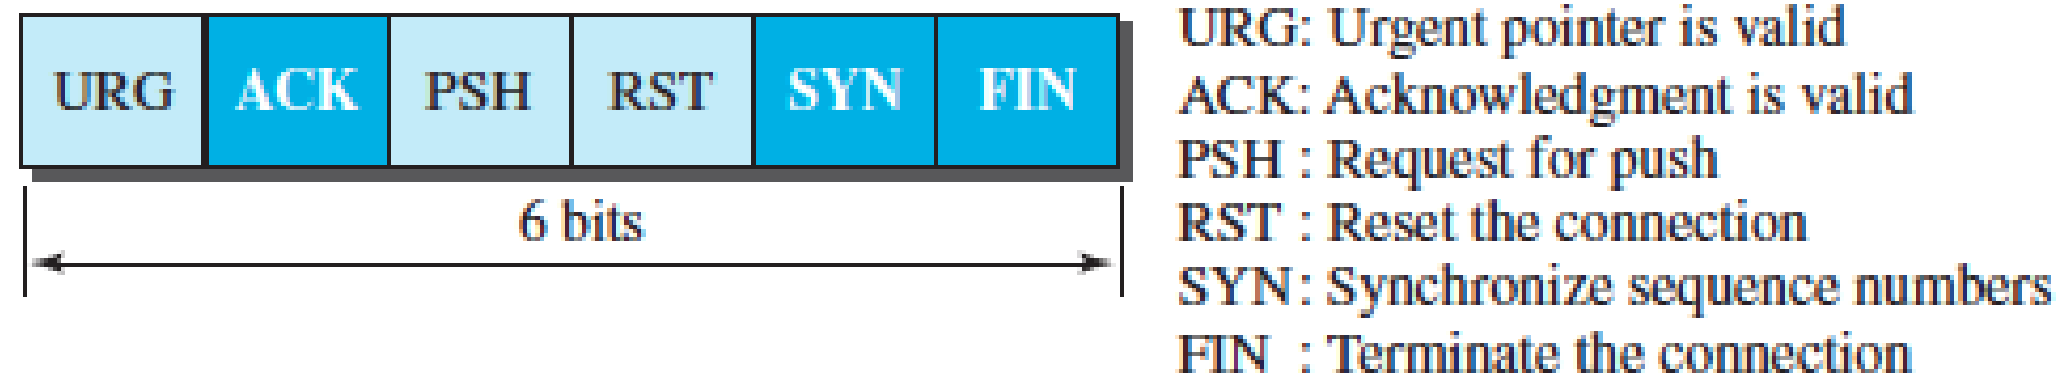 URG ACK PSH RST SYN FIN
6 bits
URG: Urgent pointer is valid
ACK: Acknowledgment is valid
PSH : Request for push
RST : Reset the connection
SYN: Synchronize sequence numbers
FIN : Terminate the connection